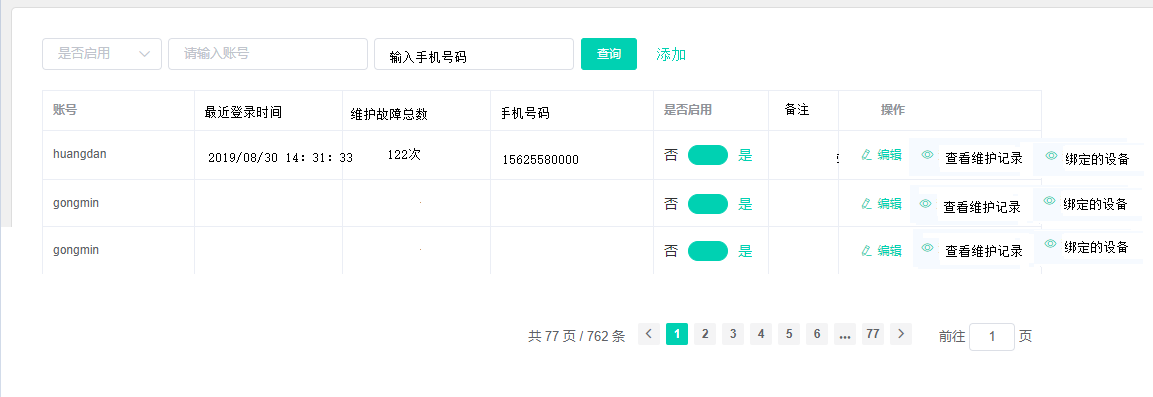 是否启用 请输入账号 输入手机号码 查询 添加
账号 最近登录时间 维护故障总数 手机号码 是否启用 备注 操作
huangdan 2019/08/30 14:31:33 122次 15625580000 否 是 编辑 查看维护记录 绑定的设备
gongmin 否 是 编辑 查看维护记录 绑定的设备
gongmin 否 是 编辑 查看维护记录 绑定的设备
共 77 页 / 762 条 1 2 3 4 5 6 ... 77 前往 1 页